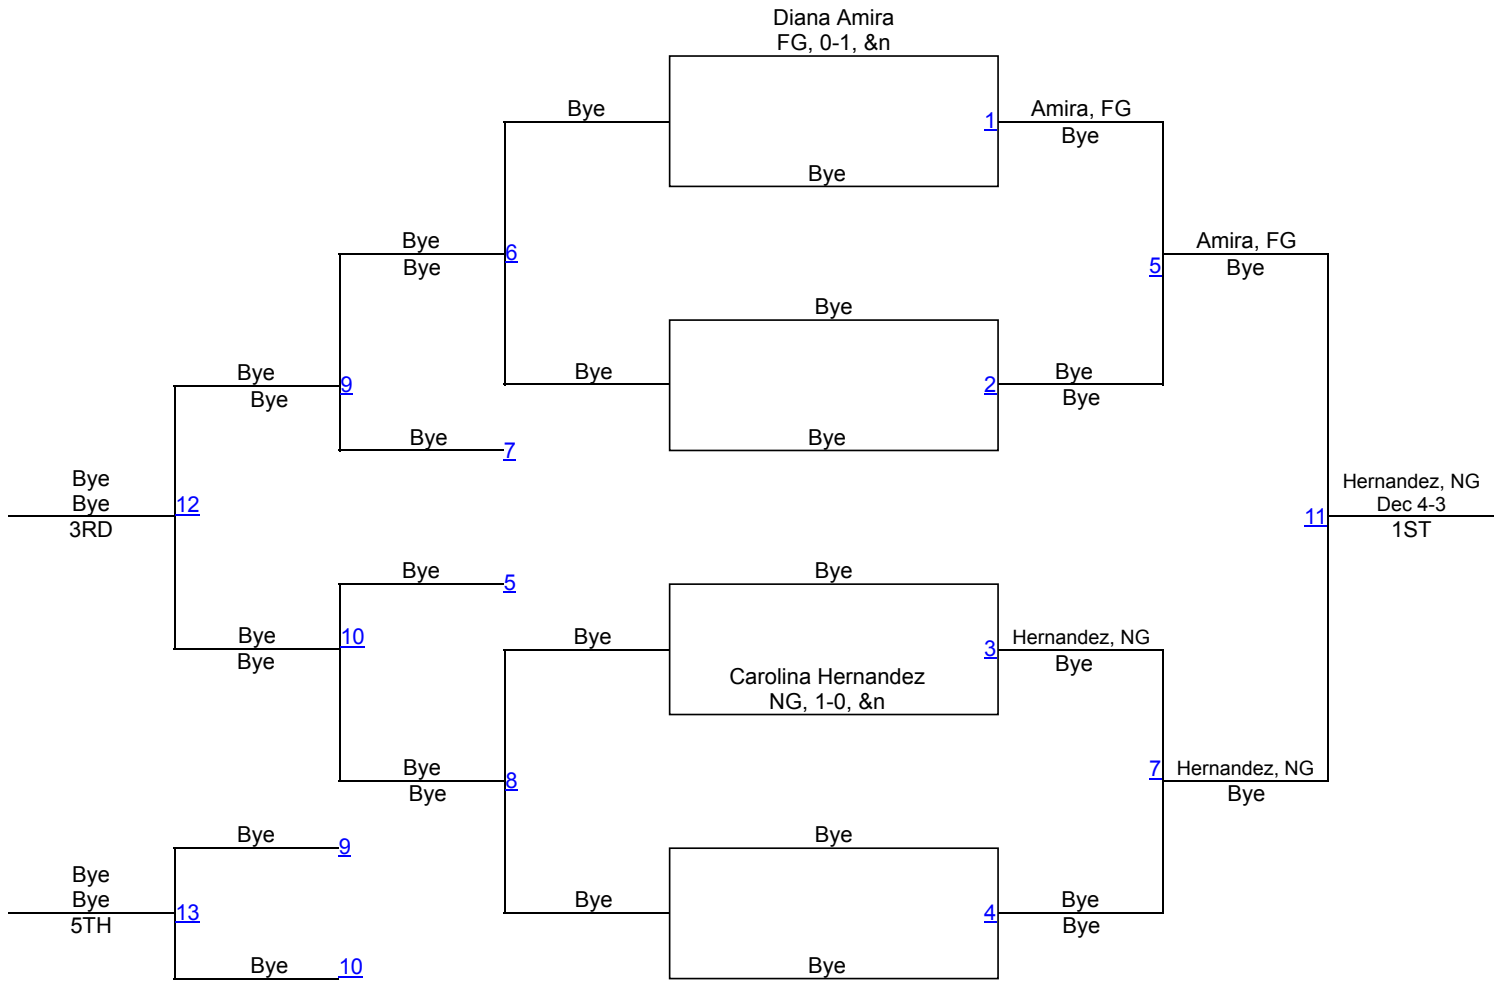 Diana Amira
FG, 0-1, &n
Bye
1
Amira, FG
Bye
Bye
Bye
6
Bye
Amira, FG
5
Bye
Bye
Bye
9
Bye
Bye
2
Bye
Bye
Bye
7
Bye
Bye
Bye
12
3RD
Hernandez, NG
Dec 4-3
11
1ST
Bye
5
Bye
Bye
10
Bye
Bye
3
Hernandez, NG
Bye
Carolina Hernandez
NG, 1-0, &n
Bye
8
Bye
7
Hernandez, NG
Bye
Bye
9
Bye
Bye
Bye
13
5TH
Bye
4
Bye
Bye
Bye
10
Bye